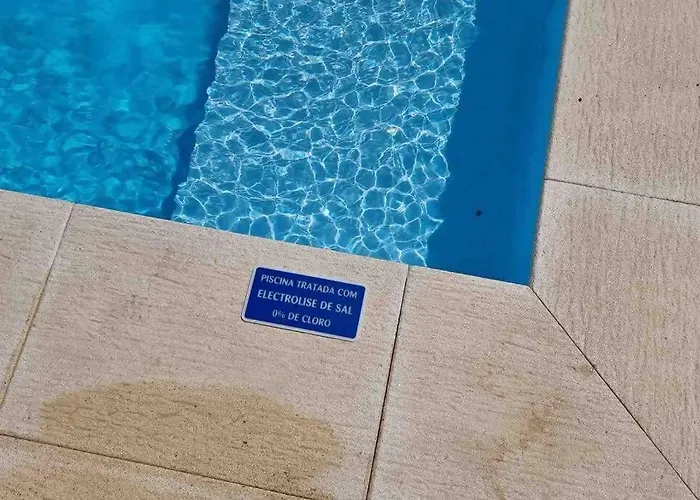 PISCINA TRATADA COM
ELECTROLISE DE SAL
0% DE CLORO